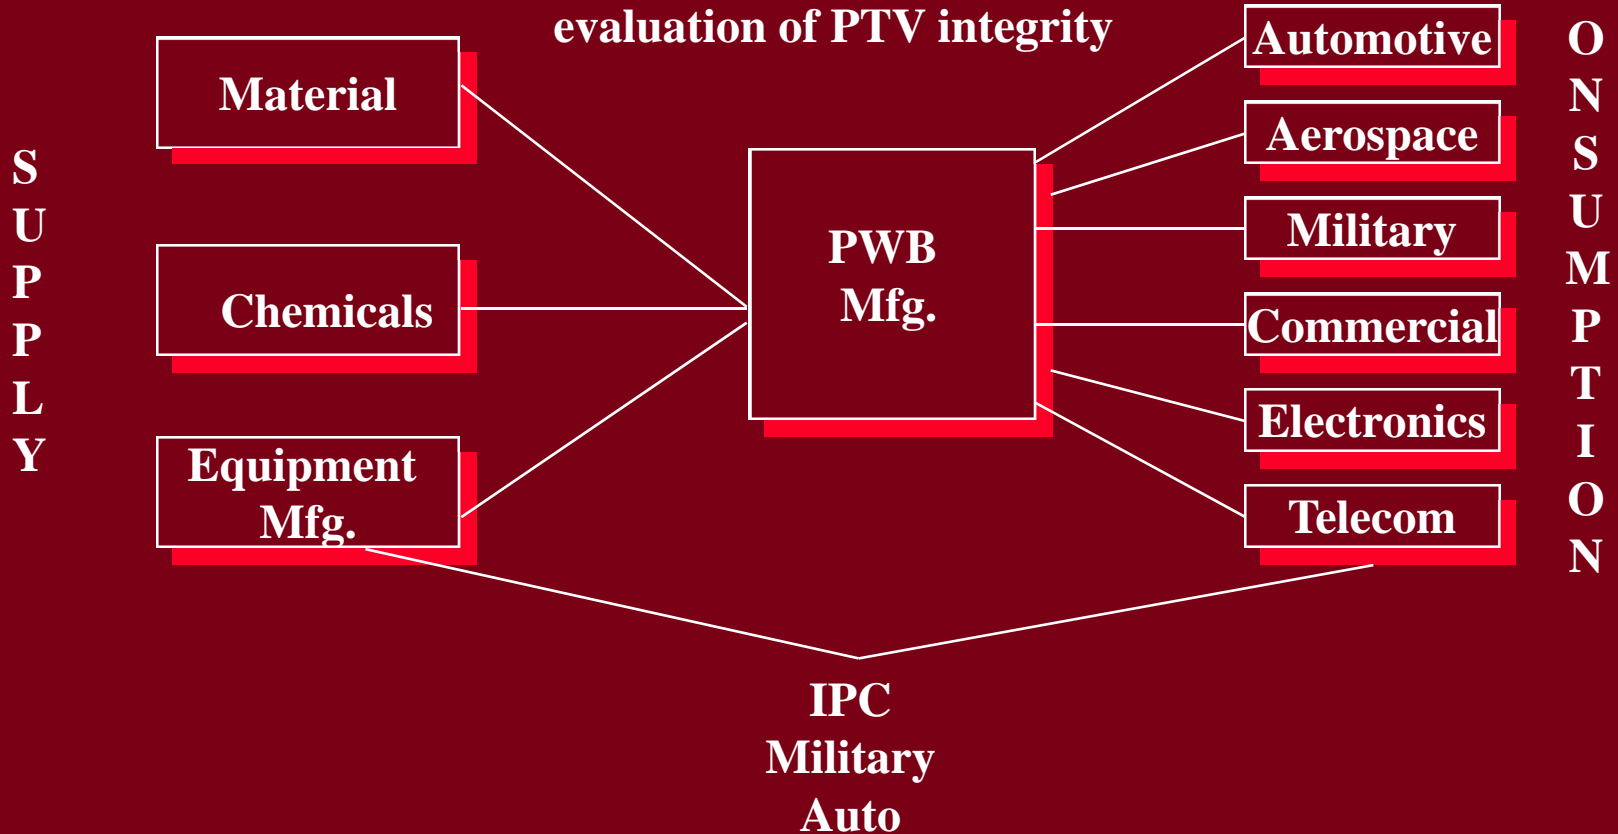 evaluation of PTV integrity
S
U
P
P
L
Y
Material
Chemicals
Equipment
Mfg.
PWB
Mfg.
Automotive
Aerospace
Military
Commercial
Electronics
Telecom
O
N
S
U
M
P
T
I
O
N
IPC
Military
Auto